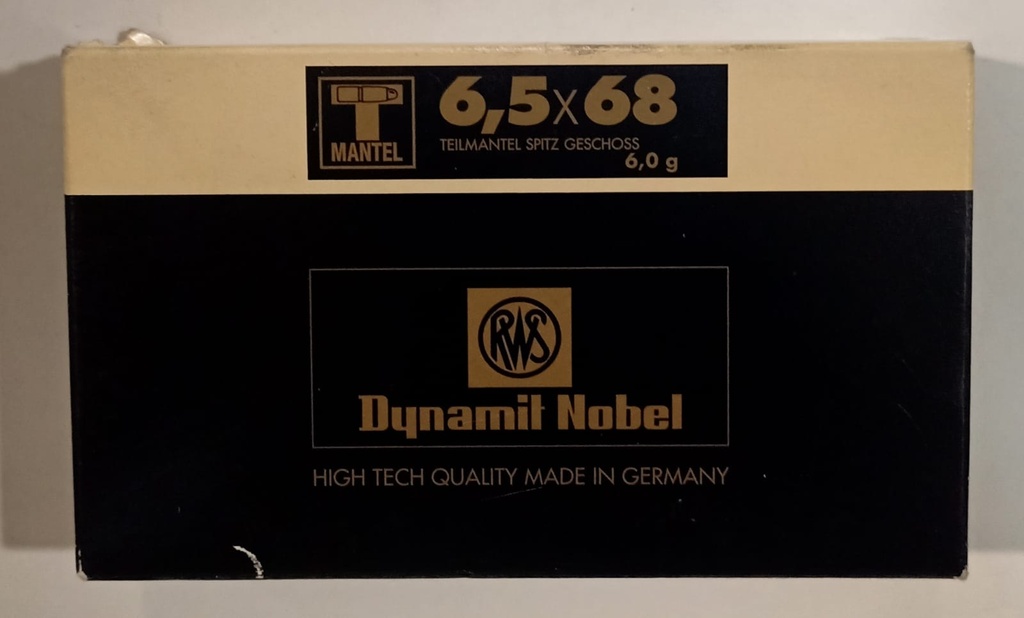 6,5x68
T
MANTEL
TEILMANTEL SPITZ GESCHOSS
6,0 g
RWS
Dynamit Nobel
HIGH TECH QUALITY MADE IN GERMANY